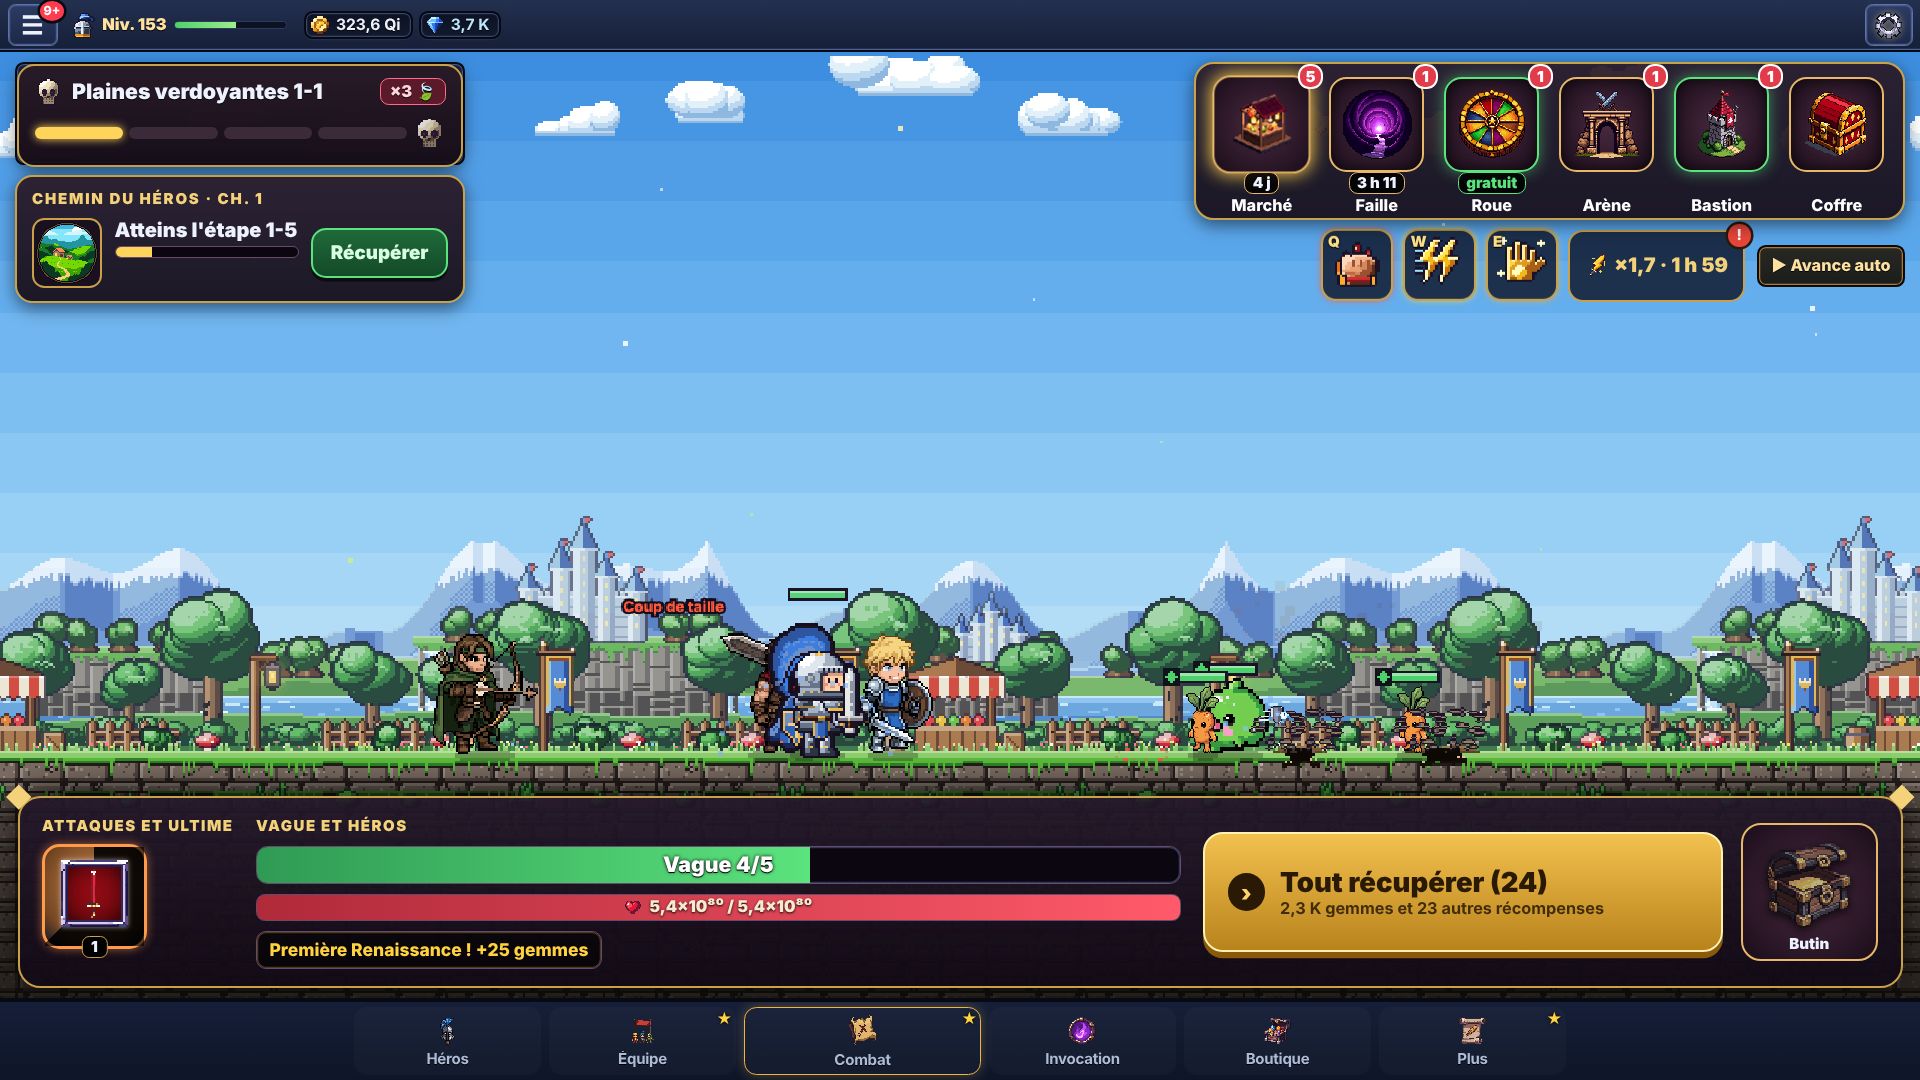 9+
Niv. 153
323,6 Qi
3,7 K
Plaines verdoyantes 1-1
×3
CHEMIN DU HÉROS · CH. 1
Atteins l'étape 1-5
Récupérer
5
1
1
1
1
4 j
3 h 11
gratuit
Marché
Faille
Roue
Arène
Bastion
Coffre
Q
W
E
×1,7 · 1 h 59
!
Avance auto
Coup de taille
ATTAQUES ET ULTIME
VAGUE ET HÉROS
1
Vague 4/5
5,4×10⁸⁰ / 5,4×10⁸⁰
Première Renaissance ! +25 gemmes
Tout récupérer (24)
2,3 K gemmes et 23 autres récompenses
Butin
Héros
Équipe
Combat
Invocation
Boutique
Plus